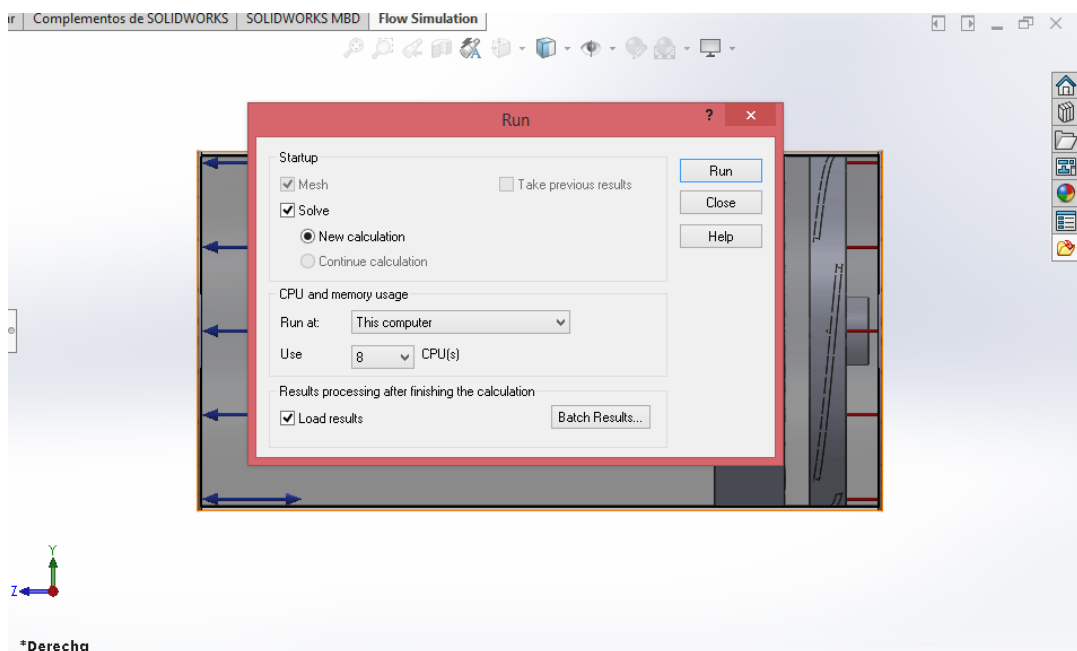 ar Complementos de SOLIDWORKS SOLIDWORKS MBD Flow Simulation
Run
?
Startup
Mesh
Take previous results
Solve
New calculation
Continue calculation
Run
Close
Help
CPU and memory usage
Run at: This computer
Use 8 CPU(s)
Results processing after finishing the calculation
Load results
Batch Results...
Y
Z
*Derecha